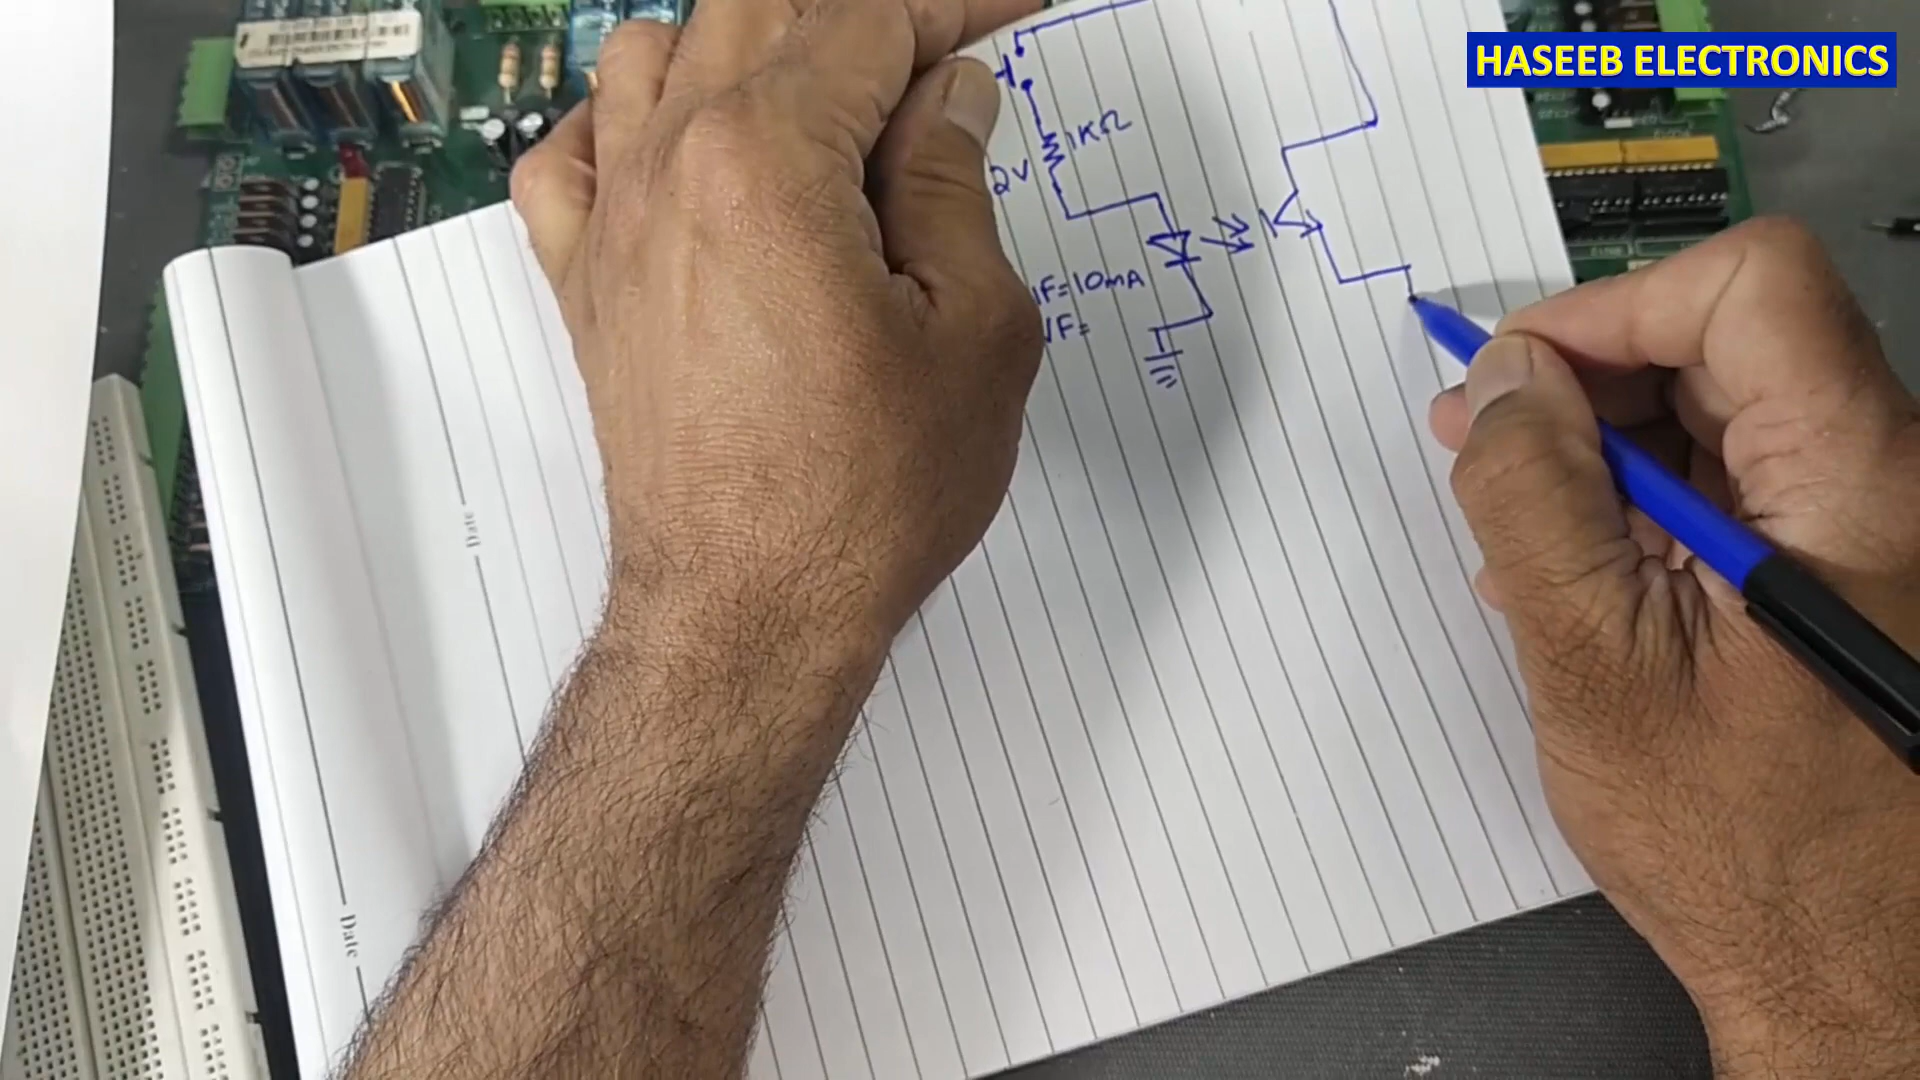 HASEEB ELECTRONICS
1KΩ
2V
IF=10mA
VF=
Date
Date